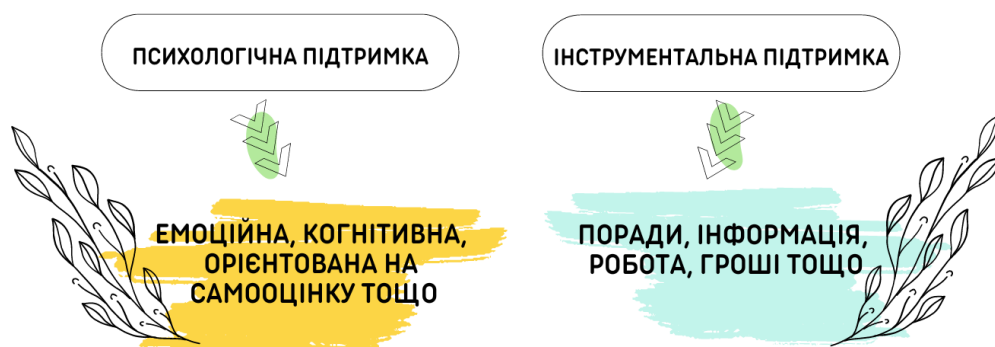 ПСИХОЛОГІЧНА ПІДТРИМКА
ЕМОЦІЙНА, КОГНІТИВНА,
ОРІЄНТОВАНА НА
САМООЦІНКУ ТОЩО
ІНСТРУМЕНТАЛЬНА ПІДТРИМКА
ПОРАДИ, ІНФОРМАЦІЯ,
РОБОТА, ГРОШІ ТОЩО